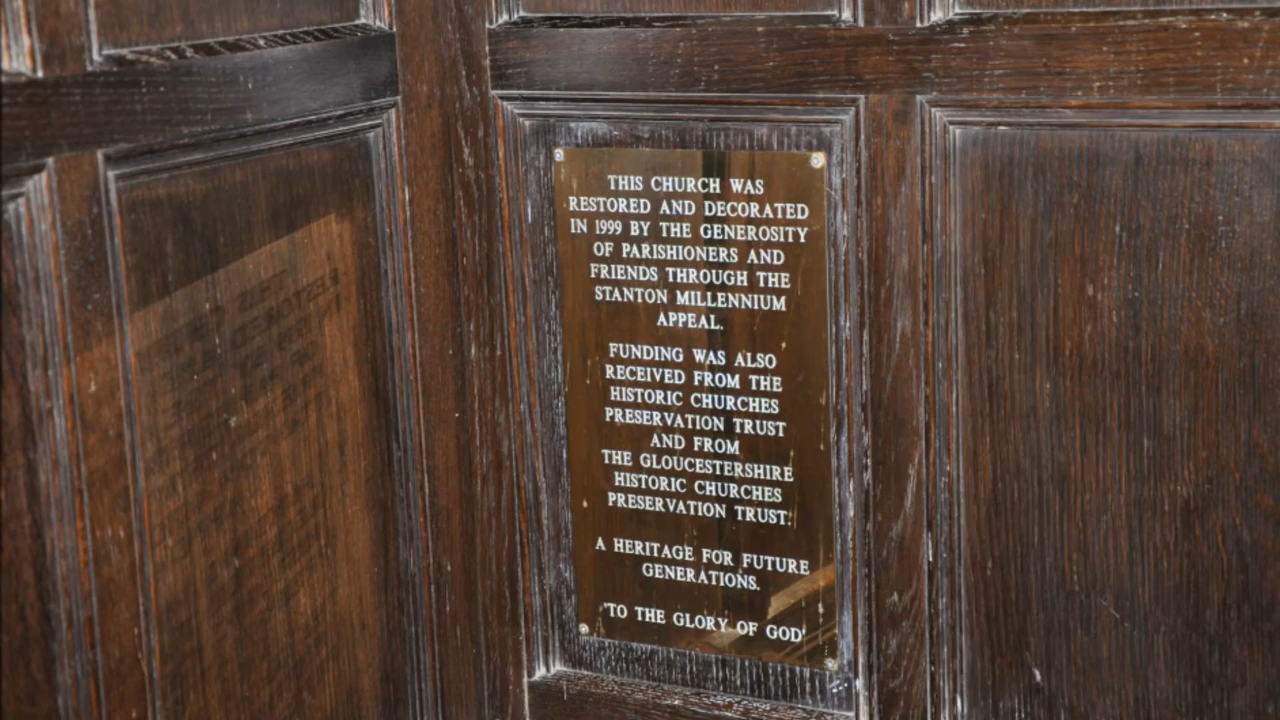 THIS CHURCH WAS
RESTORED AND DECORATED
IN 1999 BY THE GENEROSITY
OF PARISHIONERS AND
FRIENDS THROUGH THE
STANTON MILLENNIUM
APPEAL.
FUNDING WAS ALSO
RECEIVED FROM THE
HISTORIC CHURCHES
PRESERVATION TRUST
AND FROM
THE GLOUCESTERSHIRE
HISTORIC CHURCHES
PRESERVATION TRUST.
A HERITAGE FOR FUTURE
GENERATIONS.
'TO THE GLORY OF GOD'